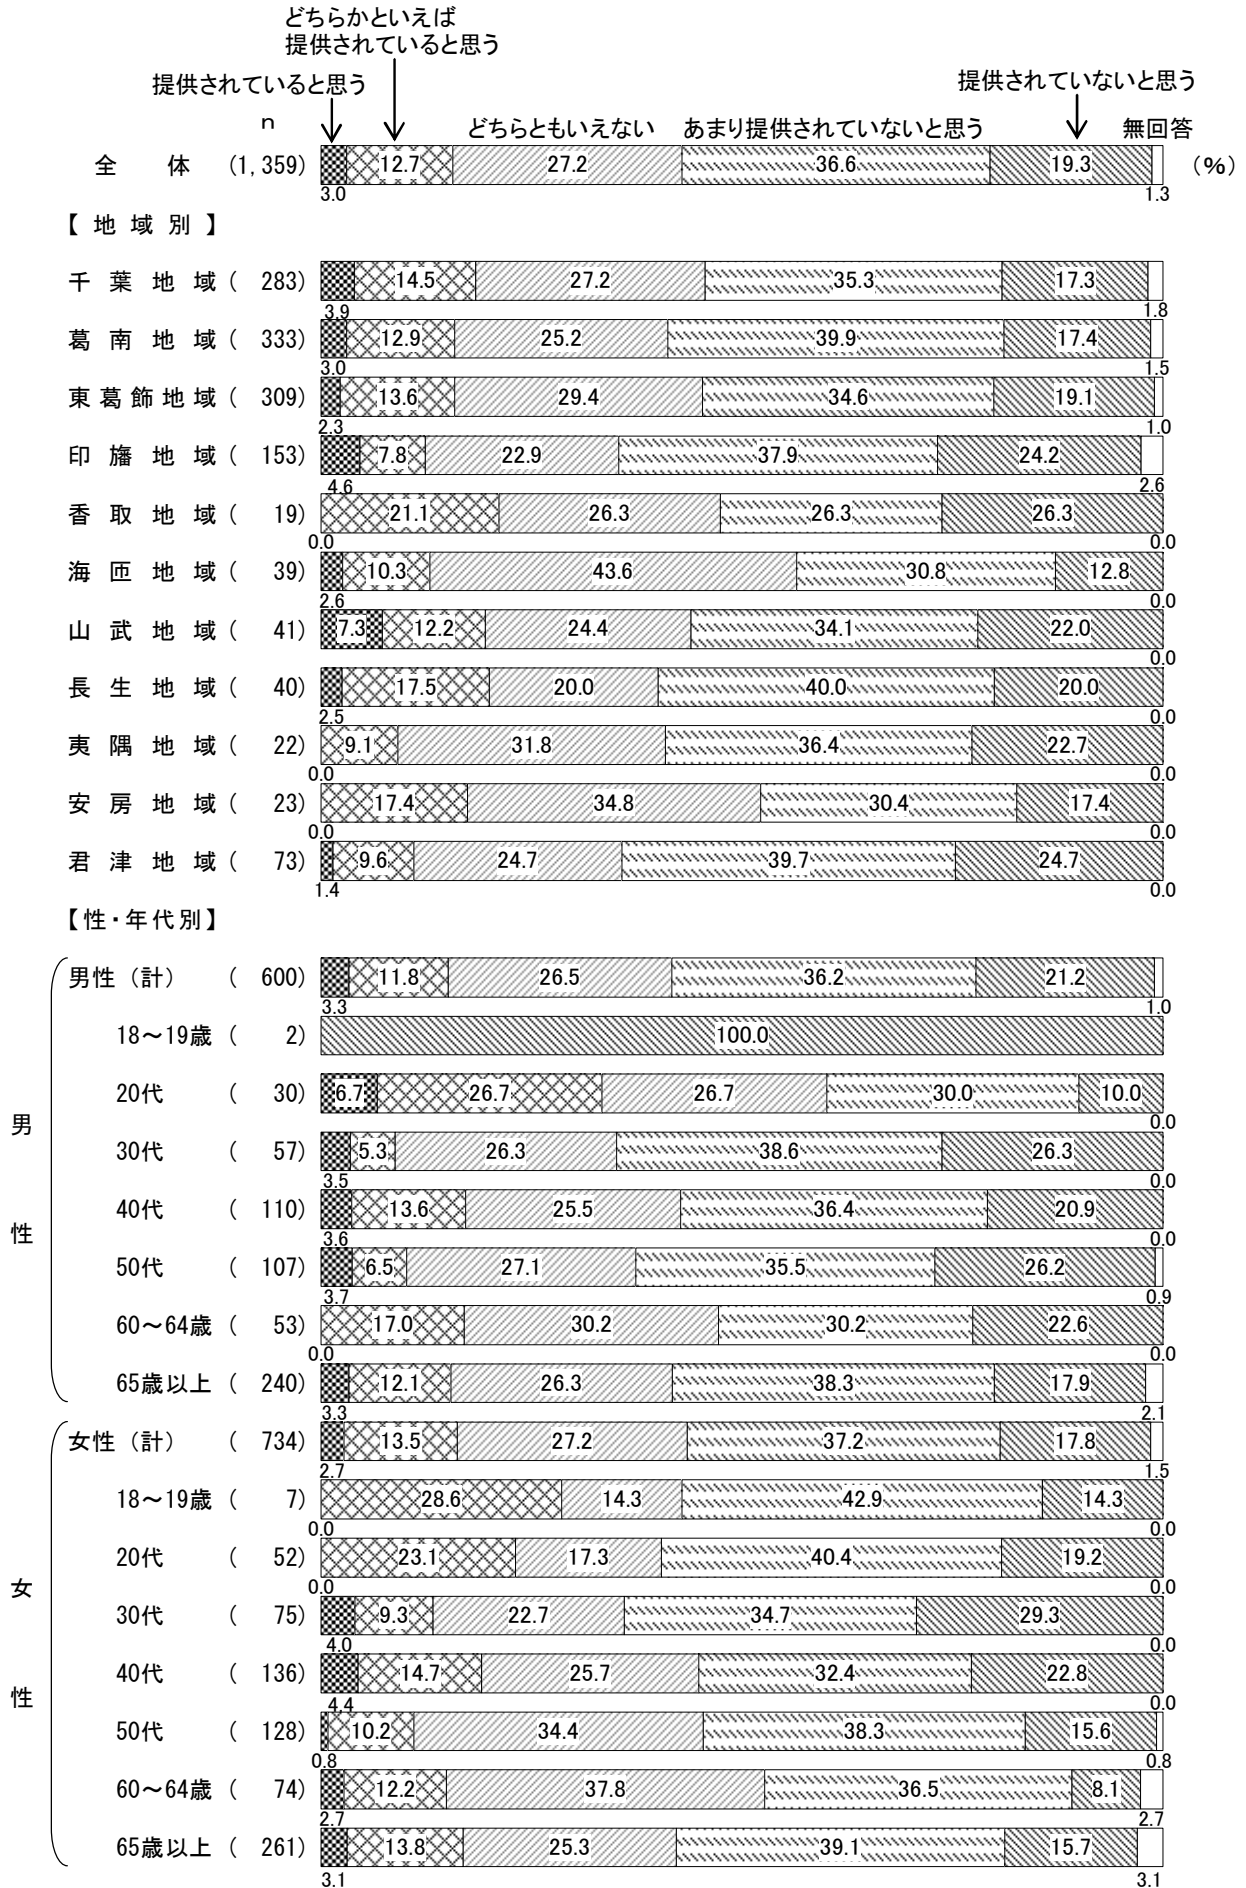 どちらかといえば
提供されていると思う
提供されていると思う
提供されていないと思う
n
どちらともいえない
あまり提供されていないと思う
無回答
全 体 (1,359) 12.7 27.2 36.6 19.3 (%)
3.0 1.3
【 地 域 別 】
千 葉 地 域 ( 283) 14.5 27.2 35.3 17.3
3.9 1.8
葛 南 地 域 ( 333) 12.9 25.2 39.9 17.4
3.0 1.5
東葛飾地域 ( 309) 13.6 29.4 34.6 19.1
2.3 1.0
印 旛 地 域 ( 153) 7.8 22.9 37.9 24.2
4.6 2.6
香 取 地 域 ( 19) 21.1 26.3 26.3 26.3
0.0 0.0
海 匝 地 域 ( 39) 10.3 43.6 30.8 12.8
2.6 0.0
山 武 地 域 ( 41) 7.3 12.2 24.4 34.1 22.0
0.0
長 生 地 域 ( 40) 17.5 20.0 40.0 20.0
2.5 0.0
夷 隅 地 域 ( 22) 9.1 31.8 36.4 22.7
0.0 0.0
安 房 地 域 ( 23) 17.4 34.8 30.4 17.4
0.0 0.0
君 津 地 域 ( 73) 9.6 24.7 39.7 24.7
1.4 0.0
【性・年代別】
男性(計) ( 600) 11.8 26.5 36.2 21.2
3.3 1.0
18～19歳 ( 2) 100.0
20代 ( 30) 6.7 26.7 26.7 30.0 10.0
0.0
男
30代 ( 57) 5.3 26.3 38.6 26.3
3.5 0.0
40代 ( 110) 13.6 25.5 36.4 20.9
3.6 0.0
性
50代 ( 107) 6.5 27.1 35.5 26.2
3.7 0.9
60～64歳 ( 53) 17.0 30.2 30.2 22.6
0.0 0.0
65歳以上 ( 240) 12.1 26.3 38.3 17.9
3.3 2.1
女性(計) ( 734) 13.5 27.2 37.2 17.8
2.7 1.5
18～19歳 ( 7) 28.6 14.3 42.9 14.3
0.0 0.0
20代 ( 52) 23.1 17.3 40.4 19.2
0.0 0.0
女
30代 ( 75) 9.3 22.7 34.7 29.3
4.0 0.0
40代 ( 136) 14.7 25.7 32.4 22.8
4.4 0.0
性
50代 ( 128) 10.2 34.4 38.3 15.6
0.8 0.8
60～64歳 ( 74) 12.2 37.8 36.5 8.1
2.7 2.7
65歳以上 ( 261) 13.8 25.3 39.1 15.7
3.1 3.1